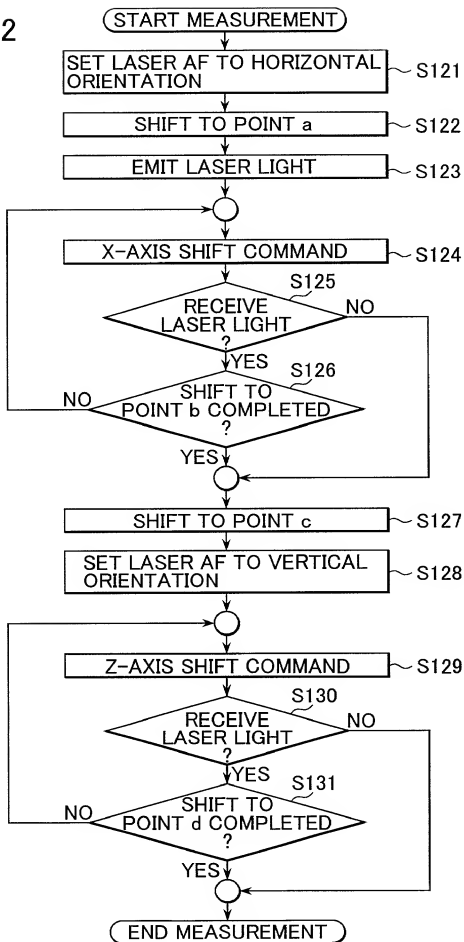 2
START MEASUREMENT
SET LASER AF TO HORIZONTAL
ORIENTATION
S121
SHIFT TO POINT a
S122
EMIT LASER LIGHT
S123
X-AXIS SHIFT COMMAND
S124
S125
RECEIVE
LASER LIGHT
?
NO
YES
S126
SHIFT TO
POINT b COMPLETED
?
NO
YES
SHIFT TO POINT c
S127
SET LASER AF TO VERTICAL
ORIENTATION
S128
Z-AXIS SHIFT COMMAND
S129
S130
RECEIVE
LASER LIGHT
?
NO
YES
S131
SHIFT TO
POINT d COMPLETED
?
NO
YES
END MEASUREMENT